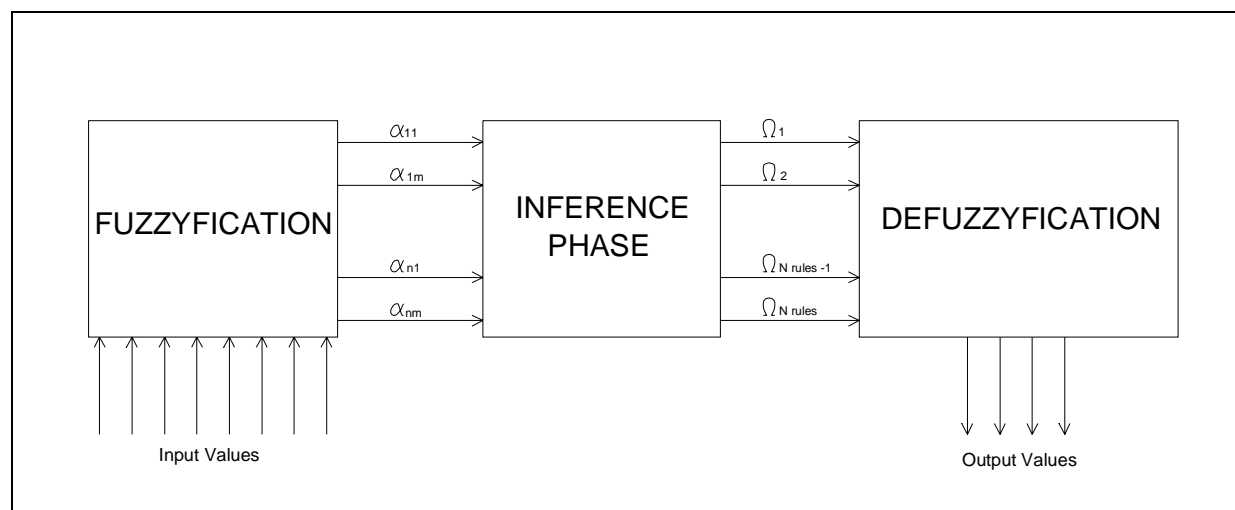 α11
α1m
αn1
αnm
Ω1
Ω2
ΩN rules -1
ΩN rules
FUZZYFICATION
INFERENCE
PHASE
DEFUZZYFICATION
Input Values
Output Values